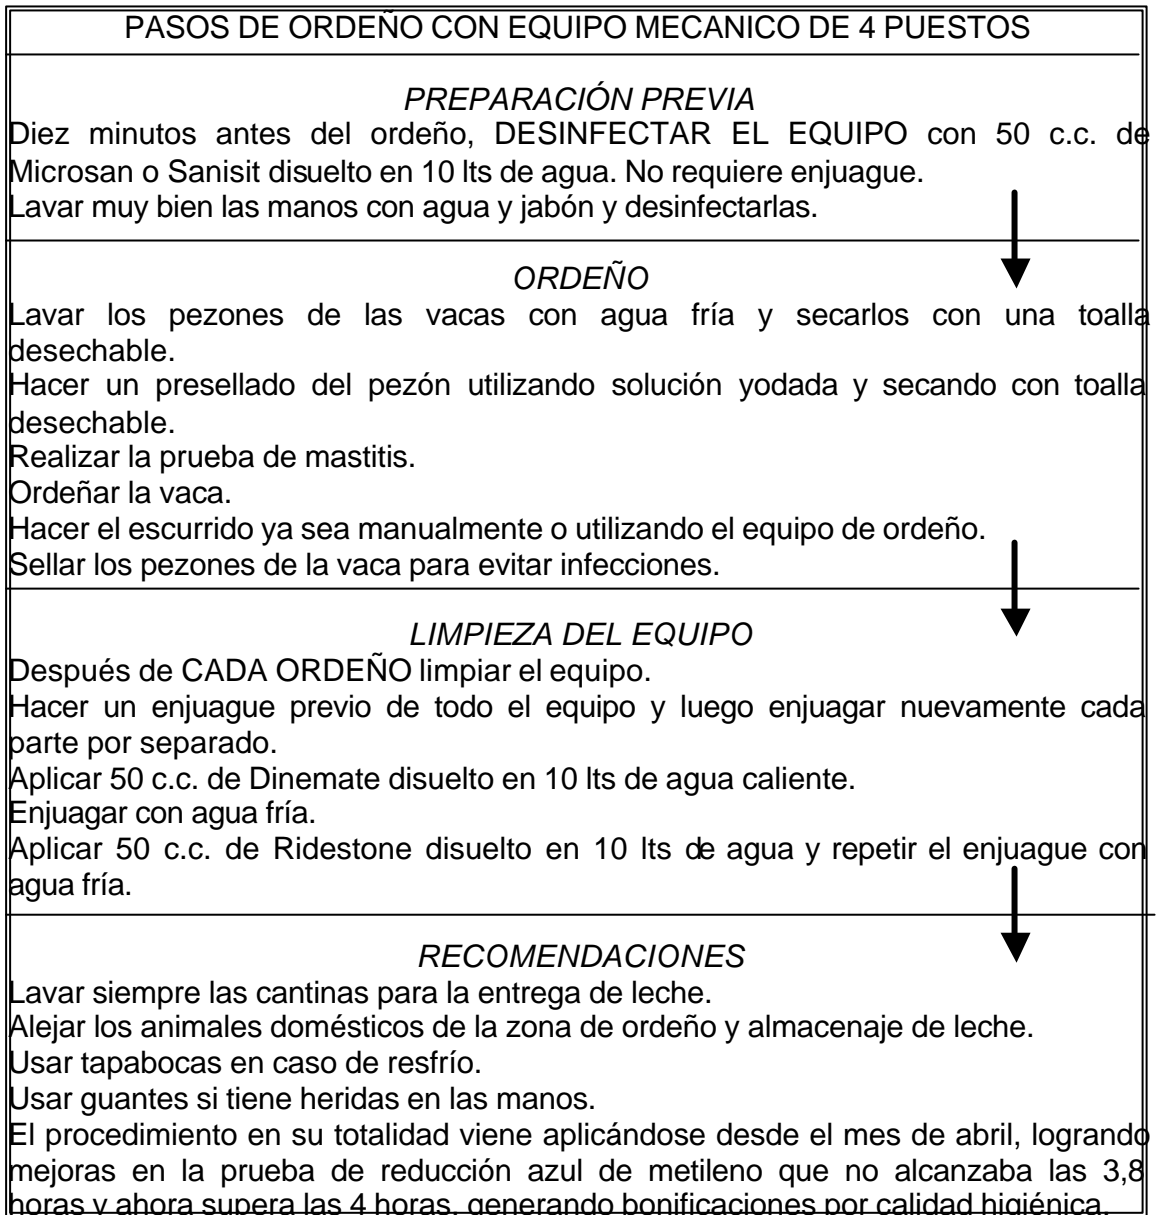 PASOS DE ORDEÑO CON EQUIPO MECANICO DE 4 PUESTOS
PREPARACIÓN PREVIA
Diez minutos antes del ordeño, DESINFECTAR EL EQUIPO con 50 c.c. de
Microsan o Sanisit disuelto en 10 lts de agua. No requiere enjuague.
Lavar muy bien las manos con agua y jabón y desinfectarlas.
ORDEÑO
Lavar los pezones de las vacas con agua fría y secarlos con una toalla
desechable.
Hacer un presellado del pezón utilizando solución yodada y secando con toalla
desechable.
Realizar la prueba de mastitis.
Ordeñar la vaca.
Hacer el escurrido ya sea manualmente o utilizando el equipo de ordeño.
Sellar los pezones de la vaca para evitar infecciones.
LIMPIEZA DEL EQUIPO
Después de CADA ORDEÑO limpiar el equipo.
Hacer un enjuague previo de todo el equipo y luego enjuagar nuevamente cada
parte por separado.
Aplicar 50 c.c. de Dinemate disuelto en 10 lts de agua caliente.
Enjuagar con agua fría.
Aplicar 50 c.c. de Ridestone disuelto en 10 lts de agua y repetir el enjuague con
agua fría.
RECOMENDACIONES
Lavar siempre las cantinas para la entrega de leche.
Alejar los animales domésticos de la zona de ordeño y almacenaje de leche.
Usar tapabocas en caso de resfrío.
Usar guantes si tiene heridas en las manos.
El procedimiento en su totalidad viene aplicándose desde el mes de abril, logrando
mejoras en la prueba de reducción azul de metileno que no alcanzaba las 3,8
horas y ahora supera las 4 horas, generando bonificaciones por calidad higiénica.